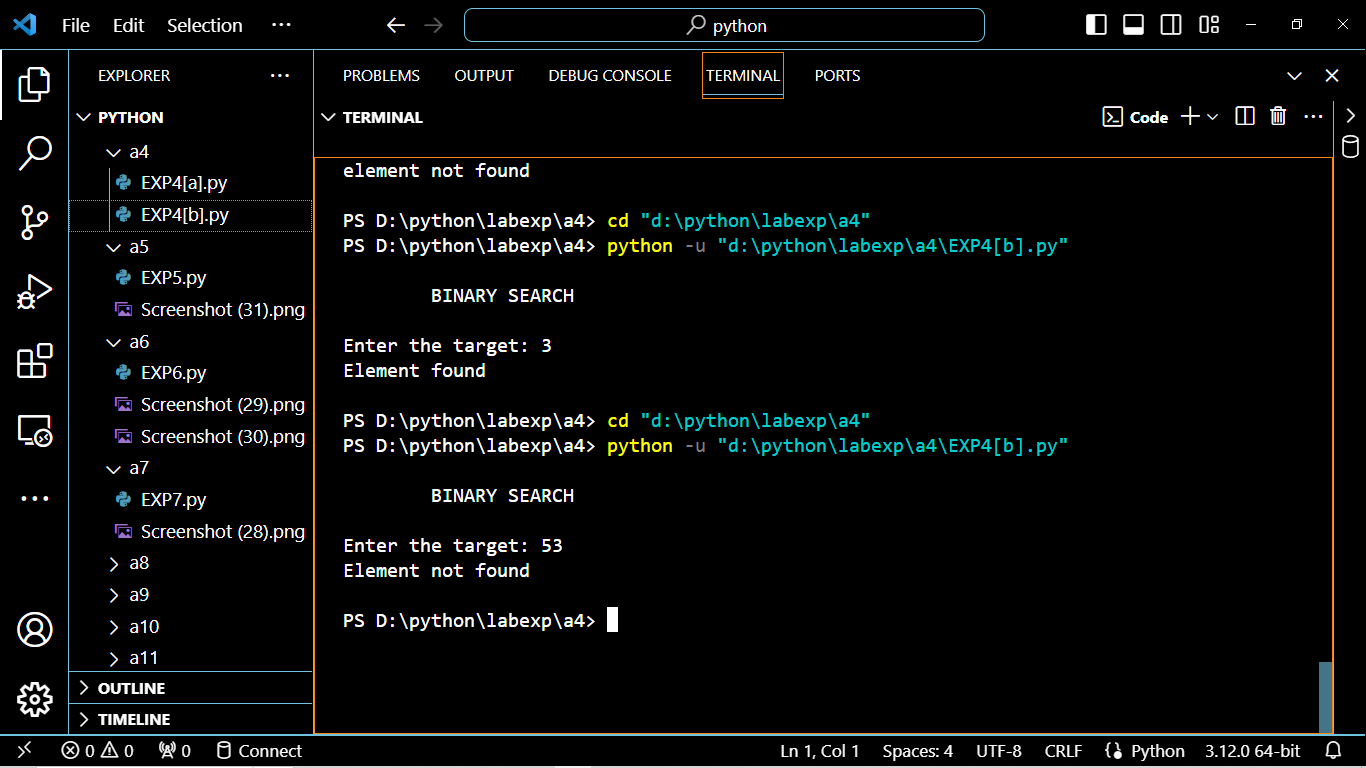 File Edit Selection ···
python
EXPLORER ···
PYTHON
a4
EXP4[a].py
EXP4[b].py
a5
EXP5.py
Screenshot (31).png
a6
EXP6.py
Screenshot (29).png
Screenshot (30).png
a7
EXP7.py
Screenshot (28).png
a8
a9
a10
a11
OUTLINE
TIMELINE
PROBLEMS OUTPUT DEBUG CONSOLE TERMINAL PORTS
TERMINAL
Code
element not found
PS D:\python\labexp\a4> cd "d:\python\labexp\a4"
PS D:\python\labexp\a4> python -u "d:\python\labexp\a4\EXP4[b].py"
BINARY SEARCH
Enter the target: 3
Element found
PS D:\python\labexp\a4> cd "d:\python\labexp\a4"
PS D:\python\labexp\a4> python -u "d:\python\labexp\a4\EXP4[b].py"
BINARY SEARCH
Enter the target: 53
Element not found
PS D:\python\labexp\a4>
0 0 0 Connect Ln 1, Col 1 Spaces: 4 UTF-8 CRLF Python 3.12.0 64-bit